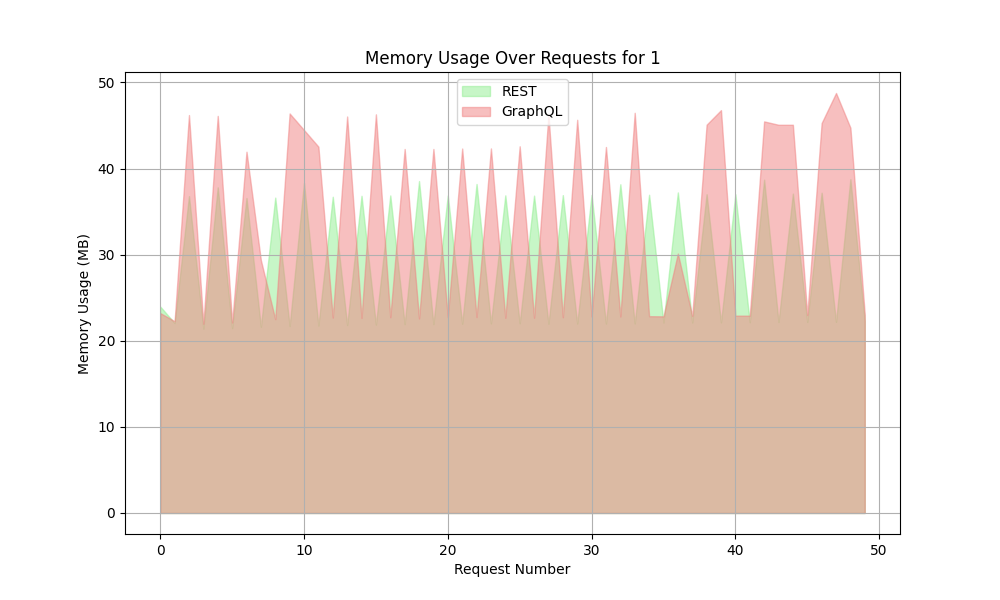 Memory Usage Over Requests for 1
REST
GraphQL
50
40
30
20
10
0
Memory Usage (MB)
0 10 20 30 40 50
Request Number